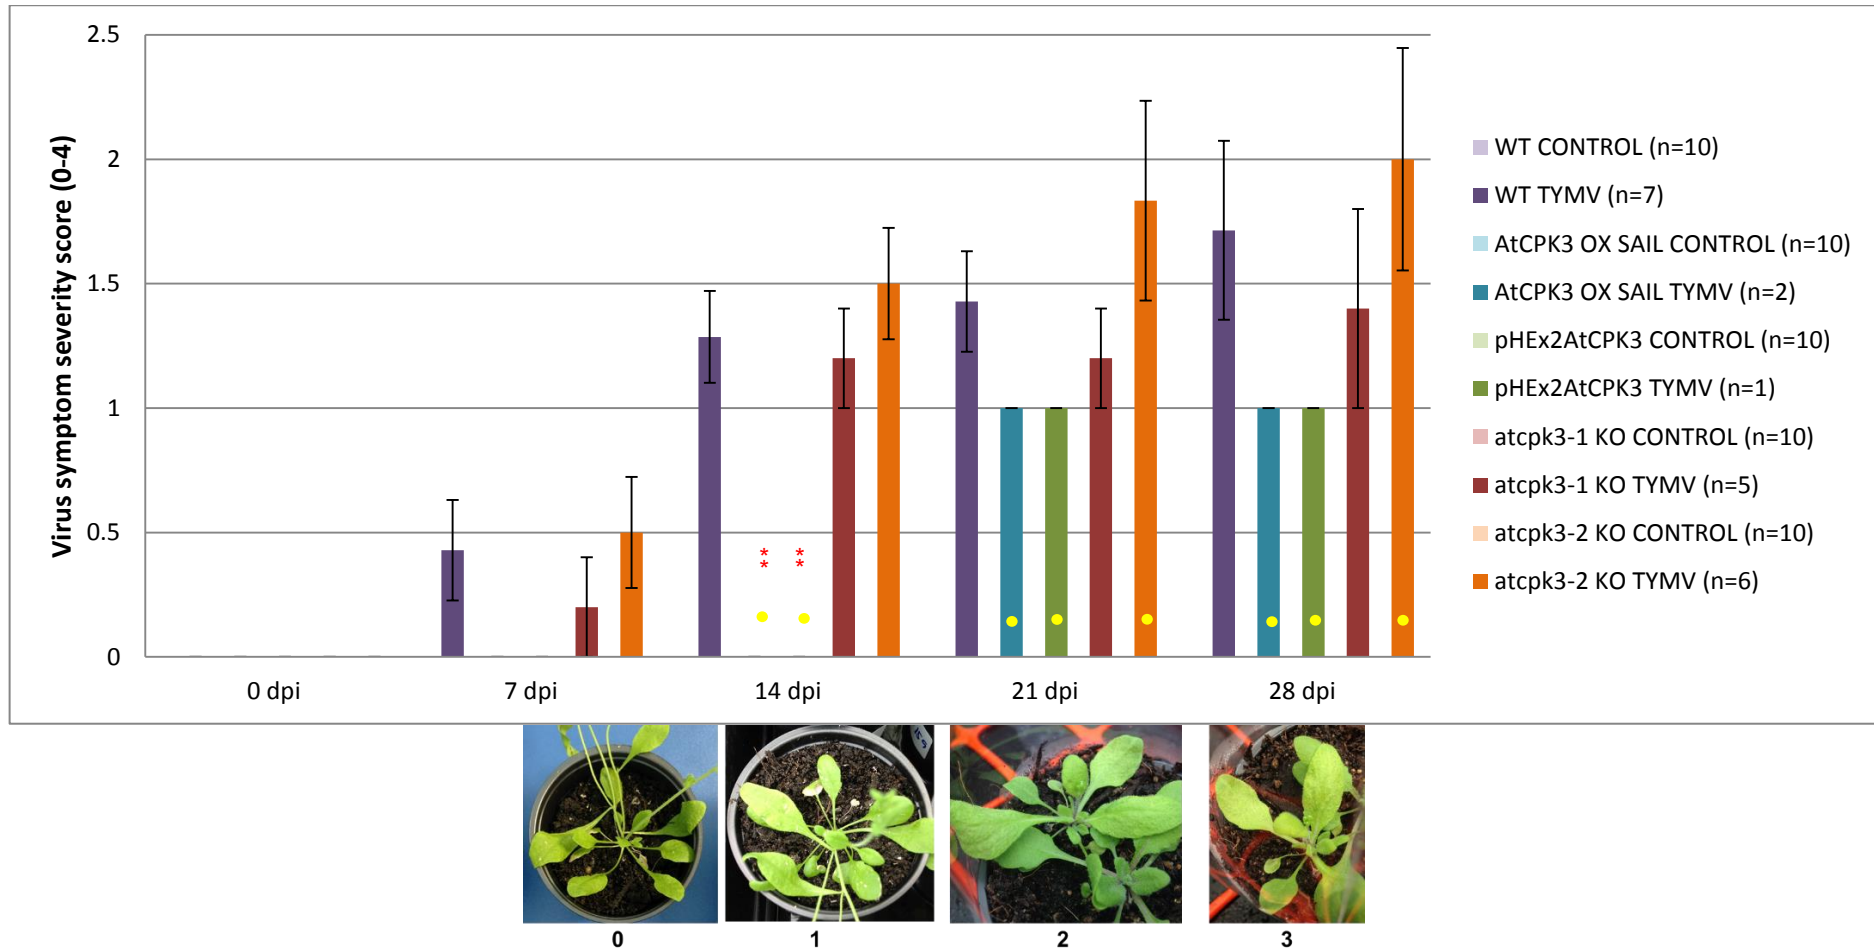 Virus symptom severity score (0-4)
2.5
2
1.5
1
0.5
0
0 dpi
7 dpi
14 dpi
21 dpi
28 dpi
**
**
WT CONTROL (n=10)
WT TYMV (n=7)
AtCPK3 OX SAIL CONTROL (n=10)
AtCPK3 OX SAIL TYMV (n=2)
pHEx2AtCPK3 CONTROL (n=10)
pHEx2AtCPK3 TYMV (n=1)
atcpk3-1 KO CONTROL (n=10)
atcpk3-1 KO TYMV (n=5)
atcpk3-2 KO CONTROL (n=10)
atcpk3-2 KO TYMV (n=6)
0
1
2
3